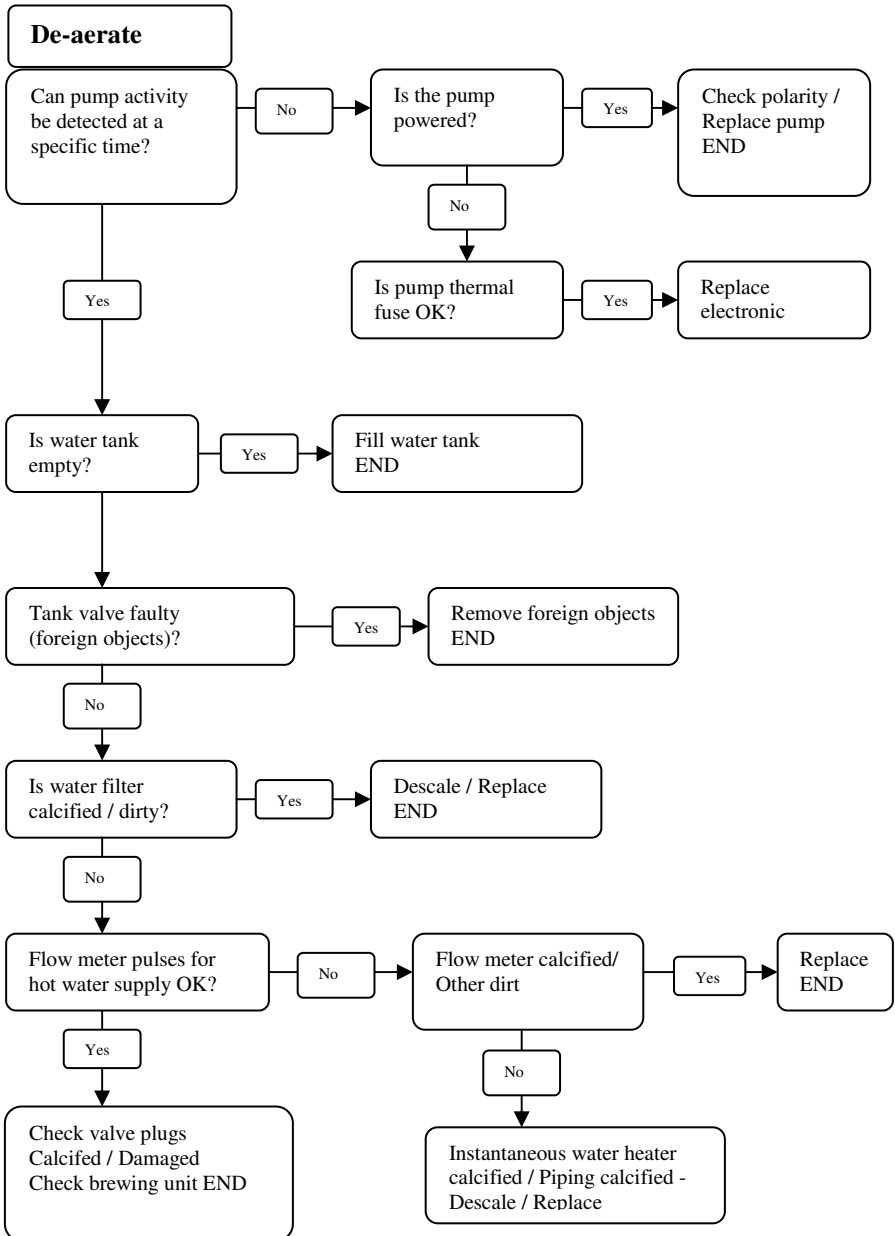 De-aerate
Can pump activity
be detected at a
specific time?
No
Is the pump
powered?
Yes
Check polarity /
Replace pump
END
No
Yes
Is pump thermal
fuse OK?
Yes
Replace
electronic
Is water tank
empty?
Yes
Fill water tank
END
Tank valve faulty
(foreign objects)?
Yes
Remove foreign objects
END
No
Is water filter
calcified / dirty?
Yes
Descale / Replace
END
No
Flow meter pulses for
hot water supply OK?
No
Flow meter calcified/
Other dirt
Yes
Replace
END
Yes
No
Check valve plugs
Calcifed / Damaged
Check brewing unit END
Instantaneous water heater
calcified / Piping calcified -
Descale / Replace